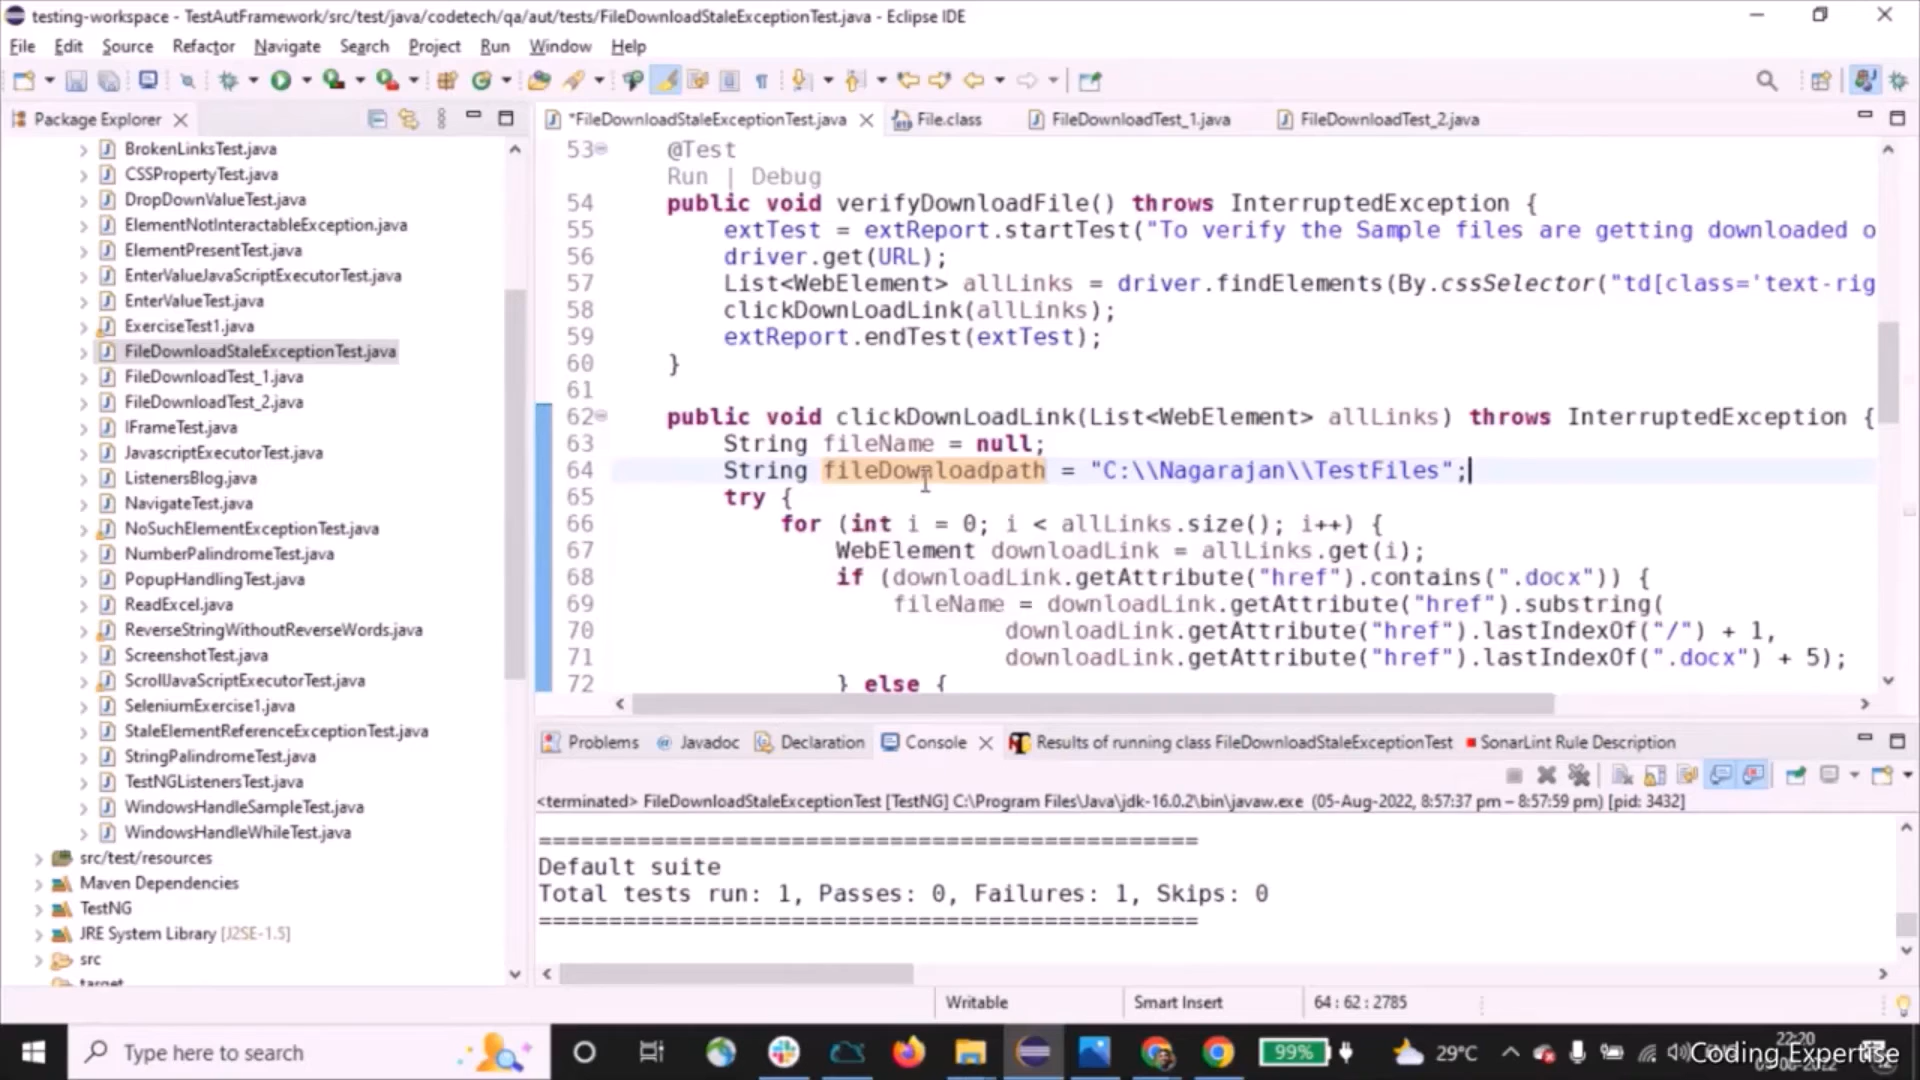 testing-workspace - TestAutFramework/src/test/java/codetech/qa/aut/tests/FileDownloadStaleExceptionTest.java - Eclipse IDE
File Edit Source Refactor Navigate Search Project Run Window Help
Package Explorer
*FileDownloadStaleExceptionTest.java File.class FileDownloadTest_1.java FileDownloadTest_2.java
BrokenLinksTest.java
CSSPropertyTest.java
DropDownValueTest.java
ElementNotInteractableException.java
ElementPresentTest.java
EnterValueJavaScriptExecutorTest.java
EnterValueTest.java
ExerciseTest1.java
FileDownloadStaleExceptionTest.java
FileDownloadTest_1.java
FileDownloadTest_2.java
IFrameTest.java
JavascriptExecutorTest.java
ListenersBlog.java
NavigateTest.java
NoSuchElementExceptionTest.java
NumberPalindromeTest.java
PopupHandlingTest.java
ReadExcel.java
ReverseStringWithoutReverseWords.java
ScreenshotTest.java
ScrollJavaScriptExecutorTest.java
SeleniumExercise1.java
StaleElementReferenceExceptionTest.java
StringPalindromeTest.java
TestNGListenersTest.java
WindowsHandleSampleTest.java
WindowsHandleWhileTest.java
src/test/resources
Maven Dependencies
TestNG
JRE System Library [J2SE-1.5]
src
target
53 @Test
Run | Debug
54 public void verifyDownloadFile() throws InterruptedException {
55 extTest = extReport.startTest("To verify the Sample files are getting downloaded o
56 driver.get(URL);
57 List<WebElement> allLinks = driver.findElements(By.cssSelector("td[class='text-rig
58 clickDownLoadLink(allLinks);
59 extReport.endTest(extTest);
60 }
61
62 public void clickDownLoadLink(List<WebElement> allLinks) throws InterruptedException {
63 String fileName = null;
64 String fileDownloadpath = "C:\\Nagarajan\\TestFiles";
65 try {
66 for (int i = 0; i < allLinks.size(); i++) {
67 WebElement downloadLink = allLinks.get(i);
68 if (downloadLink.getAttribute("href").contains(".docx")) {
69 fileName = downloadLink.getAttribute("href").substring(
70 downloadLink.getAttribute("href").lastIndexOf("/") + 1,
71 downloadLink.getAttribute("href").lastIndexOf(".docx") + 5);
72 } else {
Problems Javadoc Declaration Console Results of running class FileDownloadStaleExceptionTest SonarLint Rule Description
<terminated> FileDownloadStaleExceptionTest [TestNG] C:\Program Files\Java\jdk-16.0.2\bin\javaw.exe (05-Aug-2022, 8:57:37 pm – 8:57:59 pm) [pid: 3432]
===============================================
Default suite
Total tests run: 1, Passes: 0, Failures: 1, Skips: 0
===============================================
Writable Smart Insert 64 : 62 : 2785
Type here to search 99% 29°C 22:20
Coding Expertise